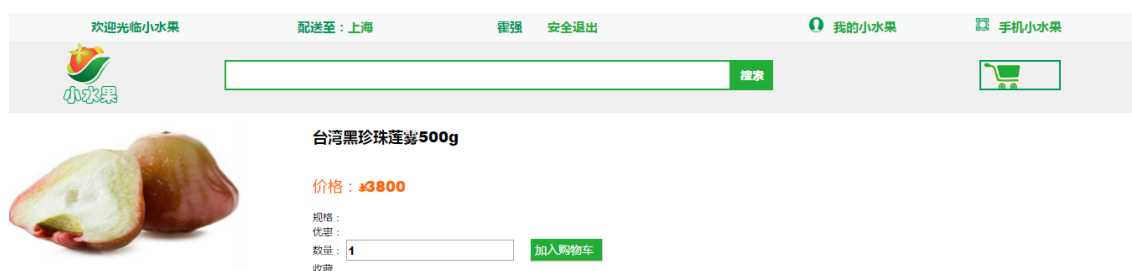 欢迎光临小水果 配送至：上海 霍强 安全退出 我的小水果 手机小水果
小水果
搜索
台湾黑珍珠莲雾500g
价格：¥3800
规格：
优惠：
数量： 1 加入购物车
收藏